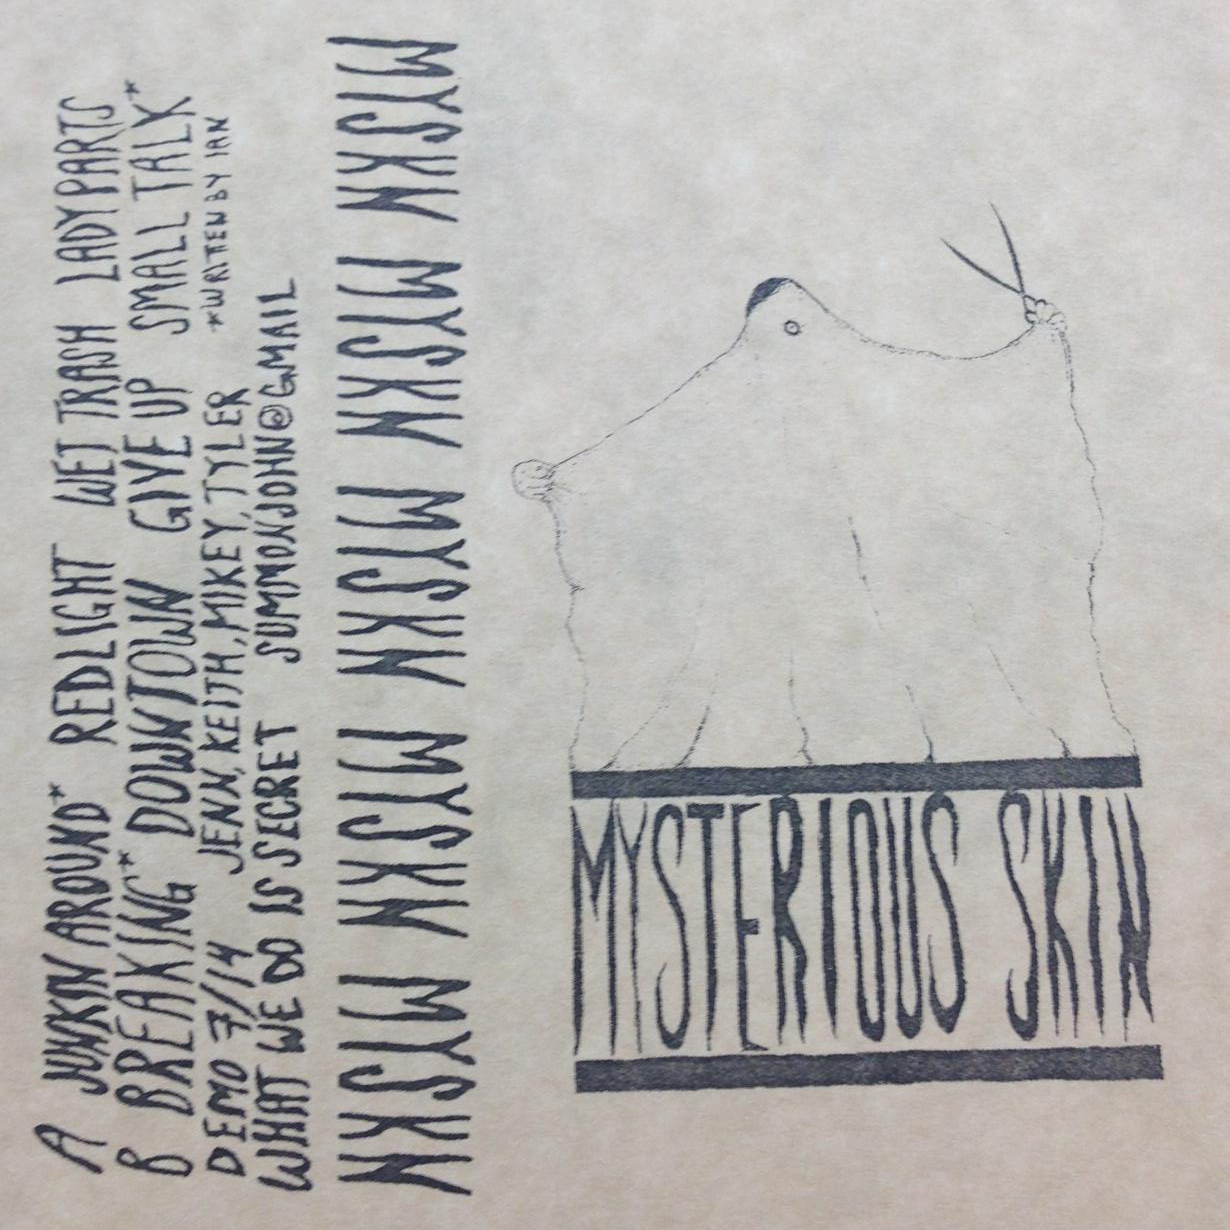 A JUNKIN AROUND* REDLIGHT WET TRASH LADY PARTS
B BREAKING* DOWNTOWN GIVE UP SMALL TALK*
DEMO 7/14 JENN, KEITH, MIKEY, TYLER *WRITTEN BY IAN
WHAT WE DO IS SECRET SUMMONJOHN@GMAIL
MYSKN MYSKN MYSKN MYSKN MYSKN
MYSTERIOUS SKIN